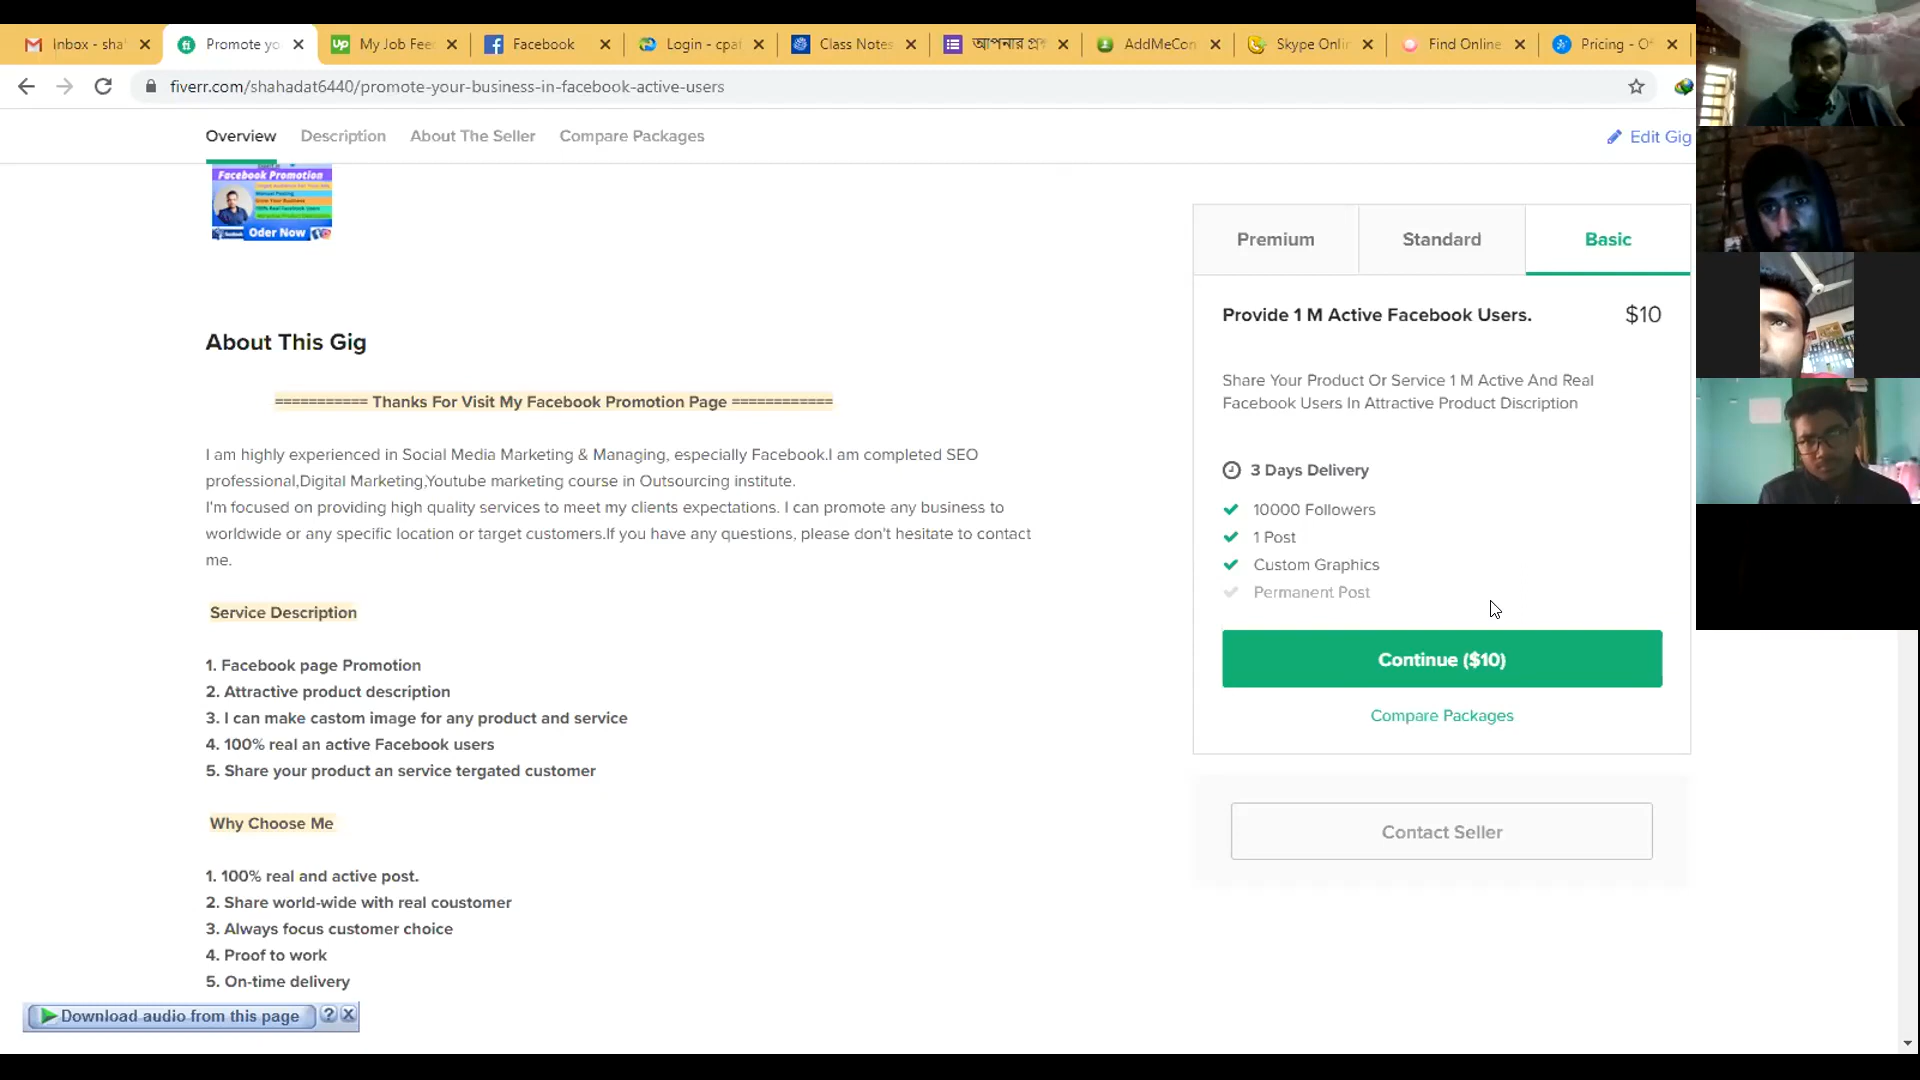 Inbox - sha
Promote yo
My Job Fee
Facebook
Login - cpa
Class Notes
আপনার প্রশ্ন
AddMeCon
Skype Onli
Find Online
Pricing - O
fiverr.com/shahadat6440/promote-your-business-in-facebook-active-users
Overview
Description
About The Seller
Compare Packages
Edit Gig
Facebook Promotion
Manual Posting
Grow Your Business
100% Real Facebook Users
Oder Now
Premium
Standard
Basic
Provide 1 M Active Facebook Users.
$10
Share Your Product Or Service 1 M Active And Real
Facebook Users In Attractive Product Discription
3 Days Delivery
10000 Followers
1 Post
Custom Graphics
Permanent Post
Continue ($10)
Compare Packages
Contact Seller
About This Gig
=========== Thanks For Visit My Facebook Promotion Page ============
I am highly experienced in Social Media Marketing & Managing, especially Facebook.I am completed SEO
professional,Digital Marketing,Youtube marketing course in Outsourcing institute.
I'm focused on providing high quality services to meet my clients expectations. I can promote any business to
worldwide or any specific location or target customers.If you have any questions, please don't hesitate to contact
me.
Service Description
1. Facebook page Promotion
2. Attractive product description
3. I can make castom image for any product and service
4. 100% real an active Facebook users
5. Share your product an service tergated customer
Why Choose Me
1. 100% real and active post.
2. Share world-wide with real coustomer
3. Always focus customer choice
4. Proof to work
5. On-time delivery
Download audio from this page